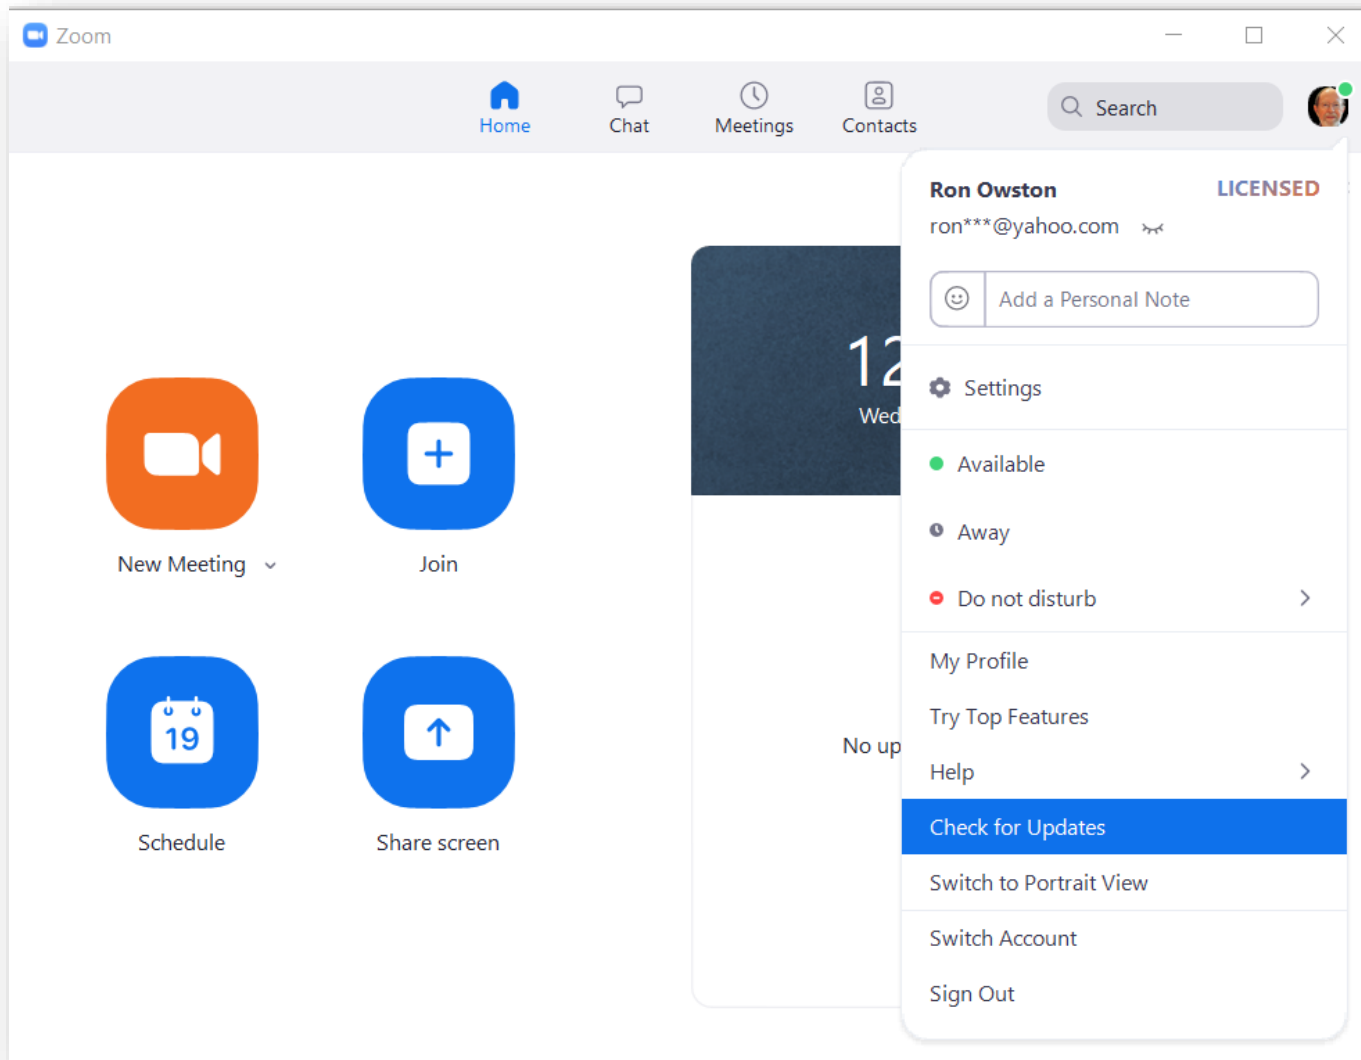 Zoom
Home
Chat
Meetings
Contacts
Search
Ron Owston
LICENSED
ron***@yahoo.com
Add a Personal Note
12
Wed
Settings
Available
Away
Do not disturb
New Meeting
Join
My Profile
Try Top Features
19
No up
Help
Check for Updates
Schedule
Share screen
Switch to Portrait View
Switch Account
Sign Out